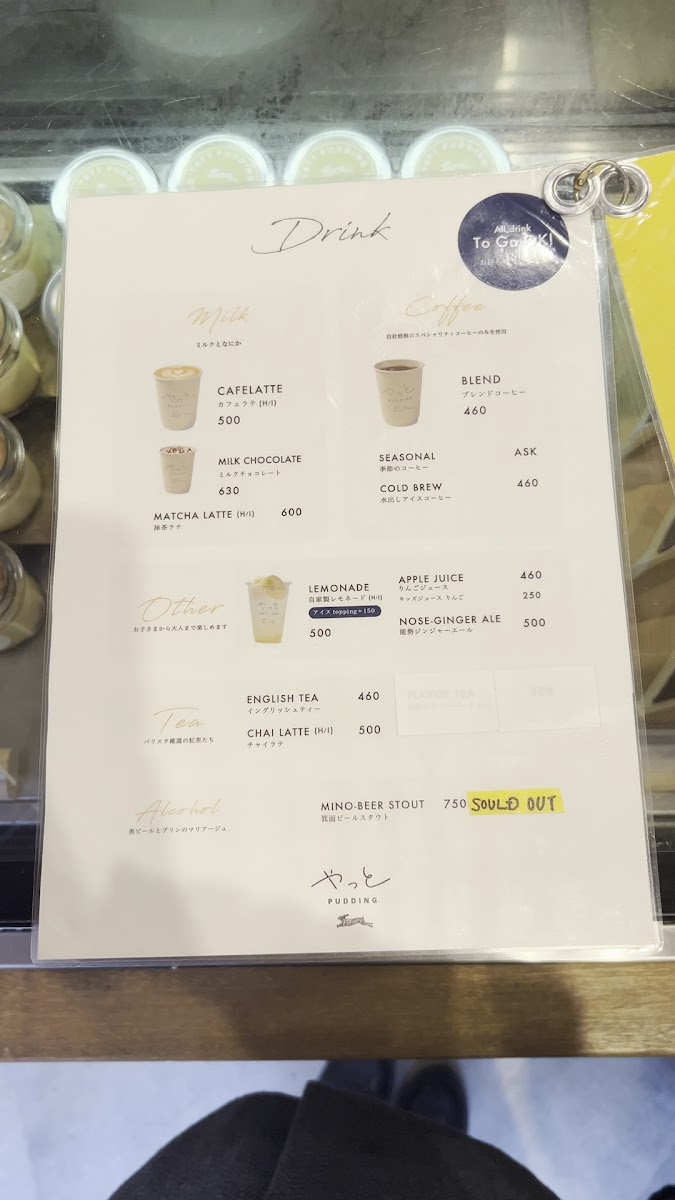 Drink
All drink
To Go OK!
Milk
ミルクとなにか
CAFELATTE
カフェラテ (H/I)
500
MILK CHOCOLATE
ミルクチョコレート
630
MATCHA LATTE (H/I) 600
抹茶ラテ
Coffee
自社焙煎のスペシャリティコーヒーのみを使用
BLEND
ブレンドコーヒー
460
SEASONAL ASK
季節のコーヒー
COLD BREW 460
水出しアイスコーヒー
Other
お子さまから大人まで楽しめます
LEMONADE
自家製レモネード (H/I)
アイス topping + 150
500
APPLE JUICE 460
りんごジュース
キッズジュース りんご 250
NOSE-GINGER ALE 500
能勢ジンジャーエール
Tea
バリスタ厳選の紅茶たち
ENGLISH TEA 460
イングリッシュティー
CHAI LATTE (H/I) 500
チャイラテ
FLAVOR TEA
Alcohol
黒ビールとプリンのマリアージュ
MINO-BEER STOUT 750 SOULD OUT
箕面ビールスタウト
やっと
PUDDING